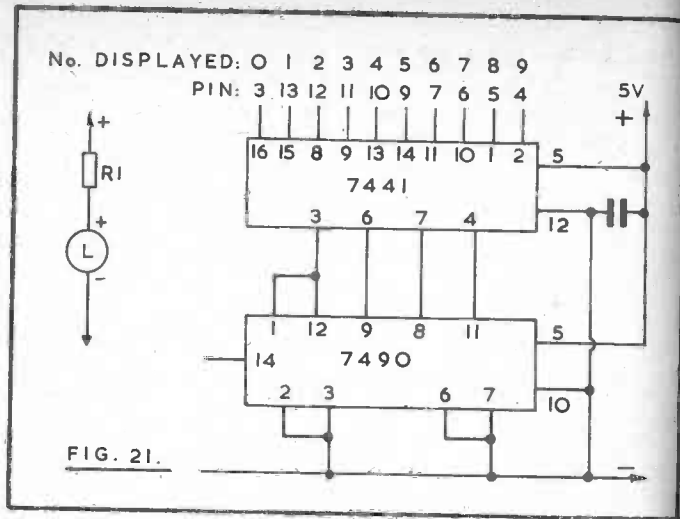 No. DISPLAYED: 0 1 2 3 4 5 6 7 8 9
PIN: 3 13 12 11 10 9 7 6 5 4
5V
+
+
R1
+
L
-
16 15 8 9 13 14 11 10 1 2
5
7441
12
3 6 7 4
1 12 9 8 11
5
14
7490
10
2 3 6 7
FIG. 21.
-